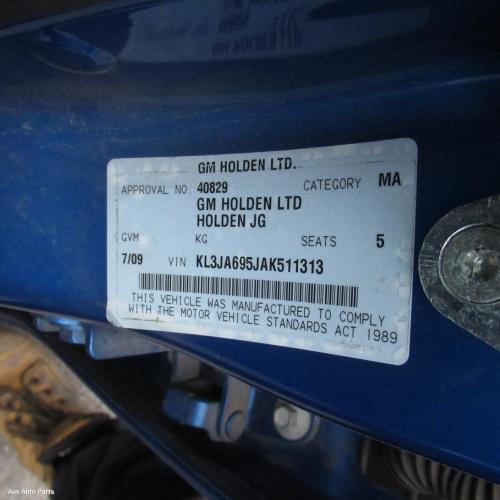 GM HOLDEN LTD.
APPROVAL NO. 40829 CATEGORY MA
GM HOLDEN LTD
HOLDEN JG
GVM KG SEATS 5
7/09 VIN KL3JA695JAK511313
THIS VEHICLE WAS MANUFACTURED TO COMPLY
WITH THE MOTOR VEHICLE STANDARDS ACT 1989
Aus Auto Parts